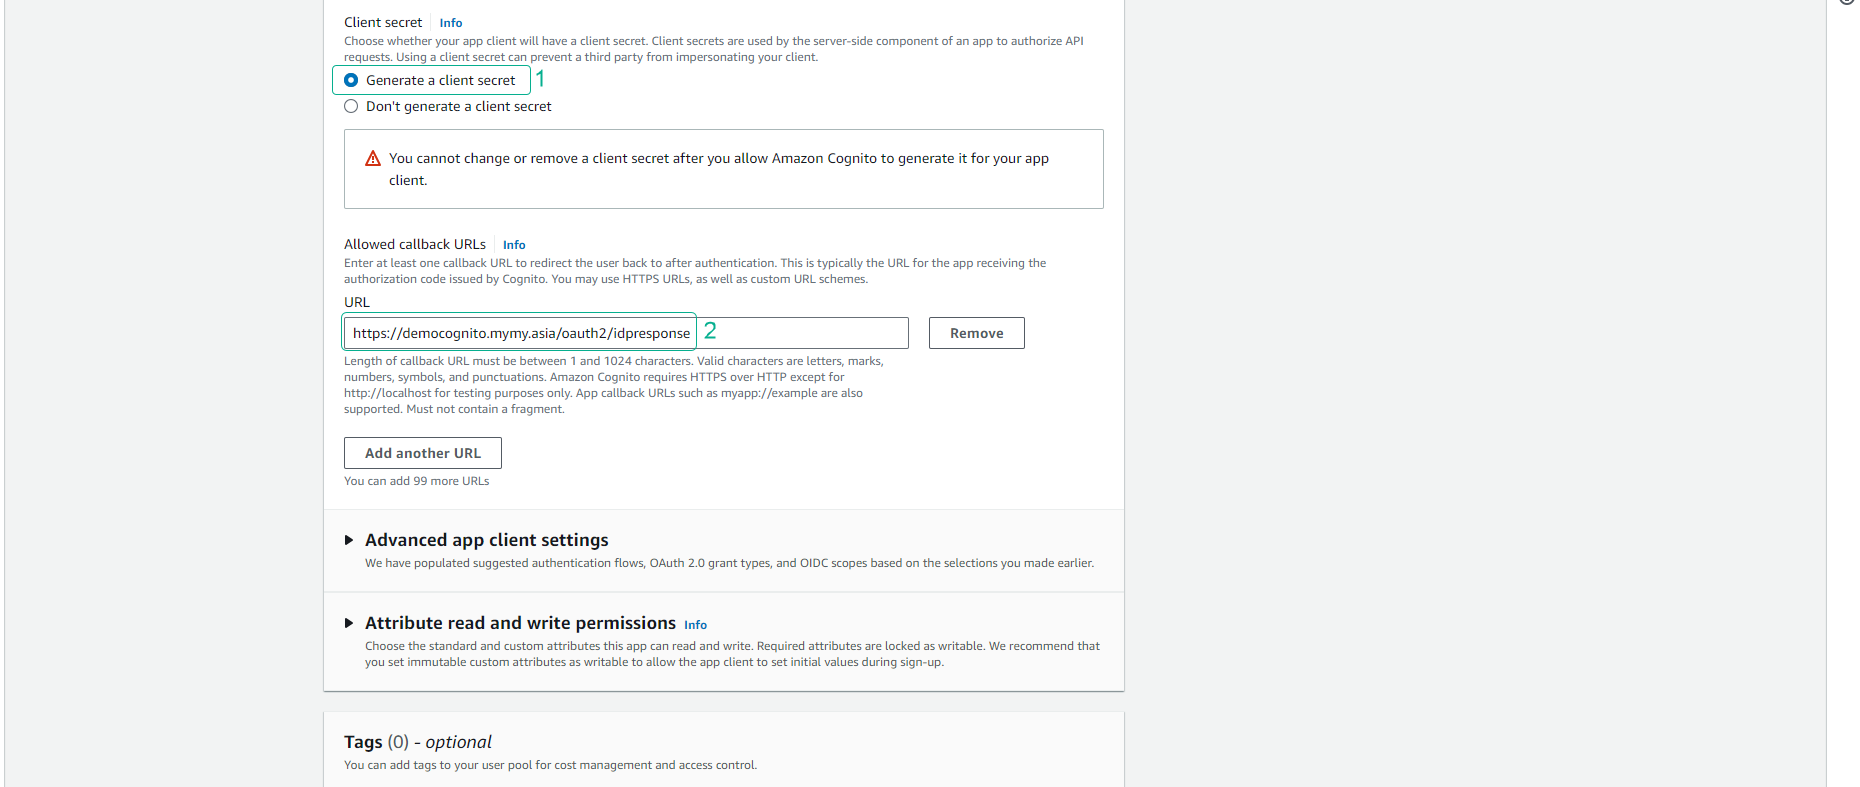 Client secret Info
Choose whether your app client will have a client secret. Client secrets are used by the server-side component of an app to authorize API
requests. Using a client secret can prevent a third party from impersonating your client.
Generate a client secret 1
Don't generate a client secret
You cannot change or remove a client secret after you allow Amazon Cognito to generate it for your app
client.
Allowed callback URLs Info
Enter at least one callback URL to redirect the user back to after authentication. This is typically the URL for the app receiving the
authorization code issued by Cognito. You may use HTTPS URLs, as well as custom URL schemes.
URL
https://democognito.mymy.asia/oauth2/idpresponse 2 Remove
Length of callback URL must be between 1 and 1024 characters. Valid characters are letters, marks,
numbers, symbols, and punctuations. Amazon Cognito requires HTTPS over HTTP except for
http://localhost for testing purposes only. App callback URLs such as myapp://example are also
supported. Must not contain a fragment.
Add another URL
You can add 99 more URLs
Advanced app client settings
We have populated suggested authentication flows, OAuth 2.0 grant types, and OIDC scopes based on the selections you made earlier.
Attribute read and write permissions Info
Choose the standard and custom attributes this app can read and write. Required attributes are locked as writable. We recommend that
you set immutable custom attributes as writable to allow the app client to set initial values during sign-up.
Tags (0) - optional
You can add tags to your user pool for cost management and access control.